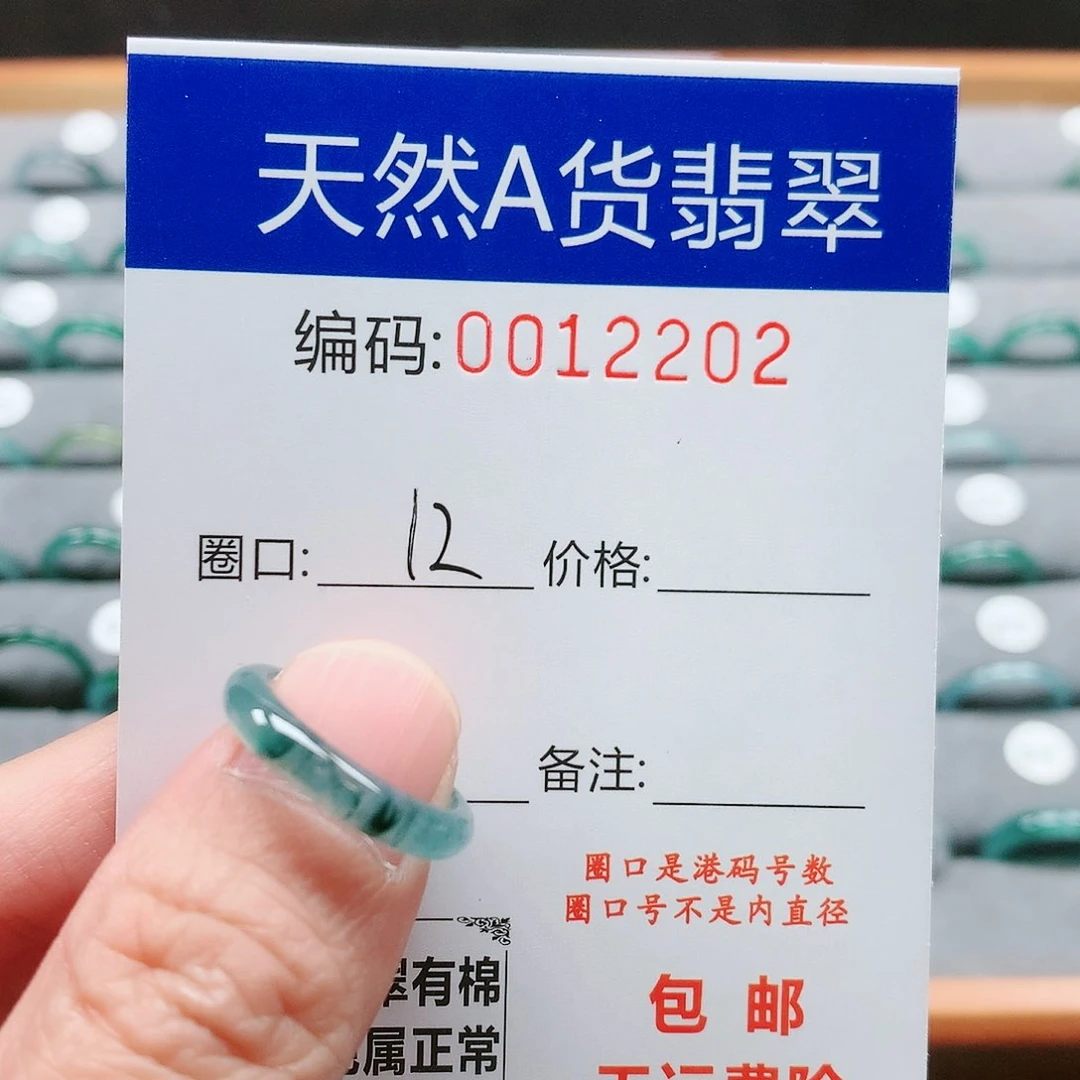 天然A货翡翠
编码:0012202
圈口: 12 价格:
备注:
圈口是港码号数
圈口号不是内直径
翠有棉
属正常
包 邮